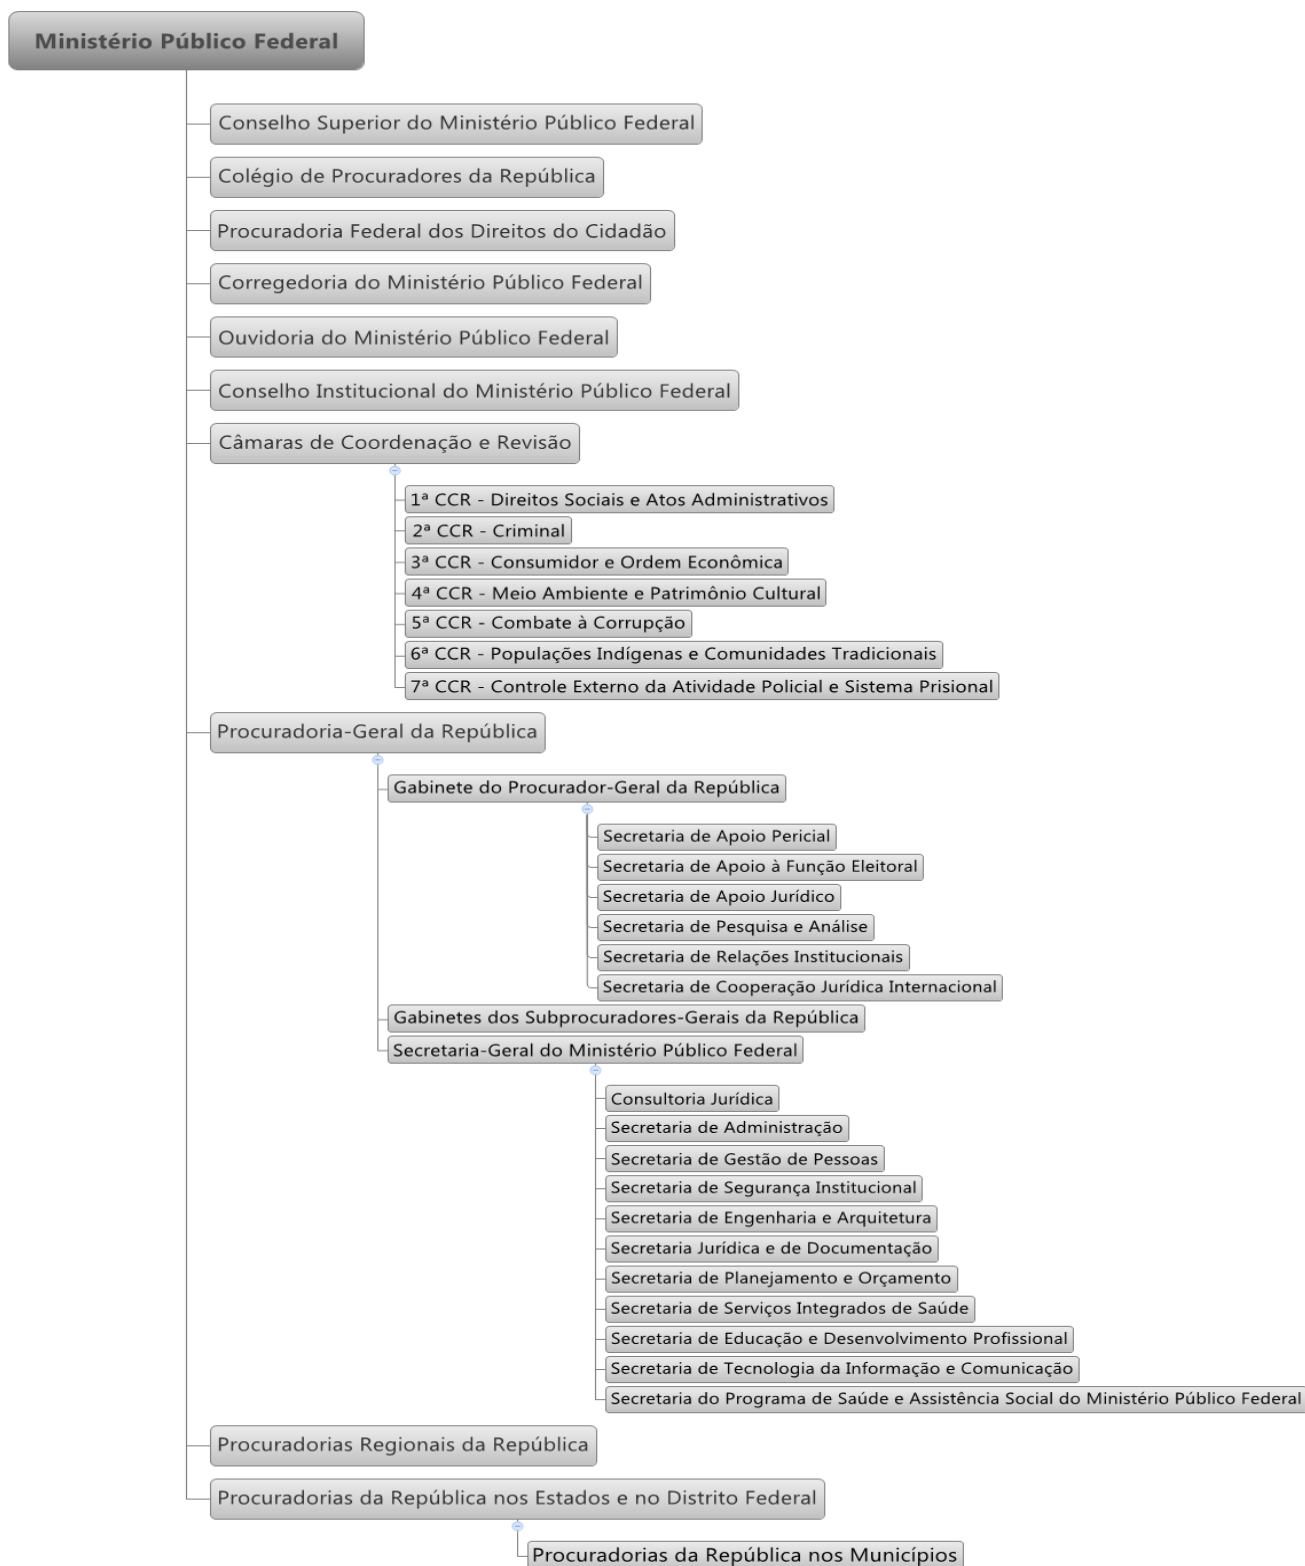 Ministério Público Federal
Conselho Superior do Ministério Público Federal
Colégio de Procuradores da República
Procuradoria Federal dos Direitos do Cidadão
Corregedoria do Ministério Público Federal
Ouvidoria do Ministério Público Federal
Conselho Institucional do Ministério Público Federal
Câmaras de Coordenação e Revisão
1ª CCR - Direitos Sociais e Atos Administrativos
2ª CCR - Criminal
3ª CCR - Consumidor e Ordem Econômica
4ª CCR - Meio Ambiente e Patrimônio Cultural
5ª CCR - Combate à Corrupção
6ª CCR - Populações Indígenas e Comunidades Tradicionais
7ª CCR - Controle Externo da Atividade Policial e Sistema Prisional
Procuradoria-Geral da República
Gabinete do Procurador-Geral da República
Secretaria de Apoio Pericial
Secretaria de Apoio à Função Eleitoral
Secretaria de Apoio Jurídico
Secretaria de Pesquisa e Análise
Secretaria de Relações Institucionais
Secretaria de Cooperação Jurídica Internacional
Gabinetes dos Subprocuradores-Gerais da República
Secretaria-Geral do Ministério Público Federal
Consultoria Jurídica
Secretaria de Administração
Secretaria de Gestão de Pessoas
Secretaria de Segurança Institucional
Secretaria de Engenharia e Arquitetura
Secretaria Jurídica e de Documentação
Secretaria de Planejamento e Orçamento
Secretaria de Serviços Integrados de Saúde
Secretaria de Educação e Desenvolvimento Profissional
Secretaria de Tecnologia da Informação e Comunicação
Secretaria do Programa de Saúde e Assistência Social do Ministério Público Federal
Procuradorias Regionais da República
Procuradorias da República nos Estados e no Distrito Federal
Procuradorias da República nos Municípios